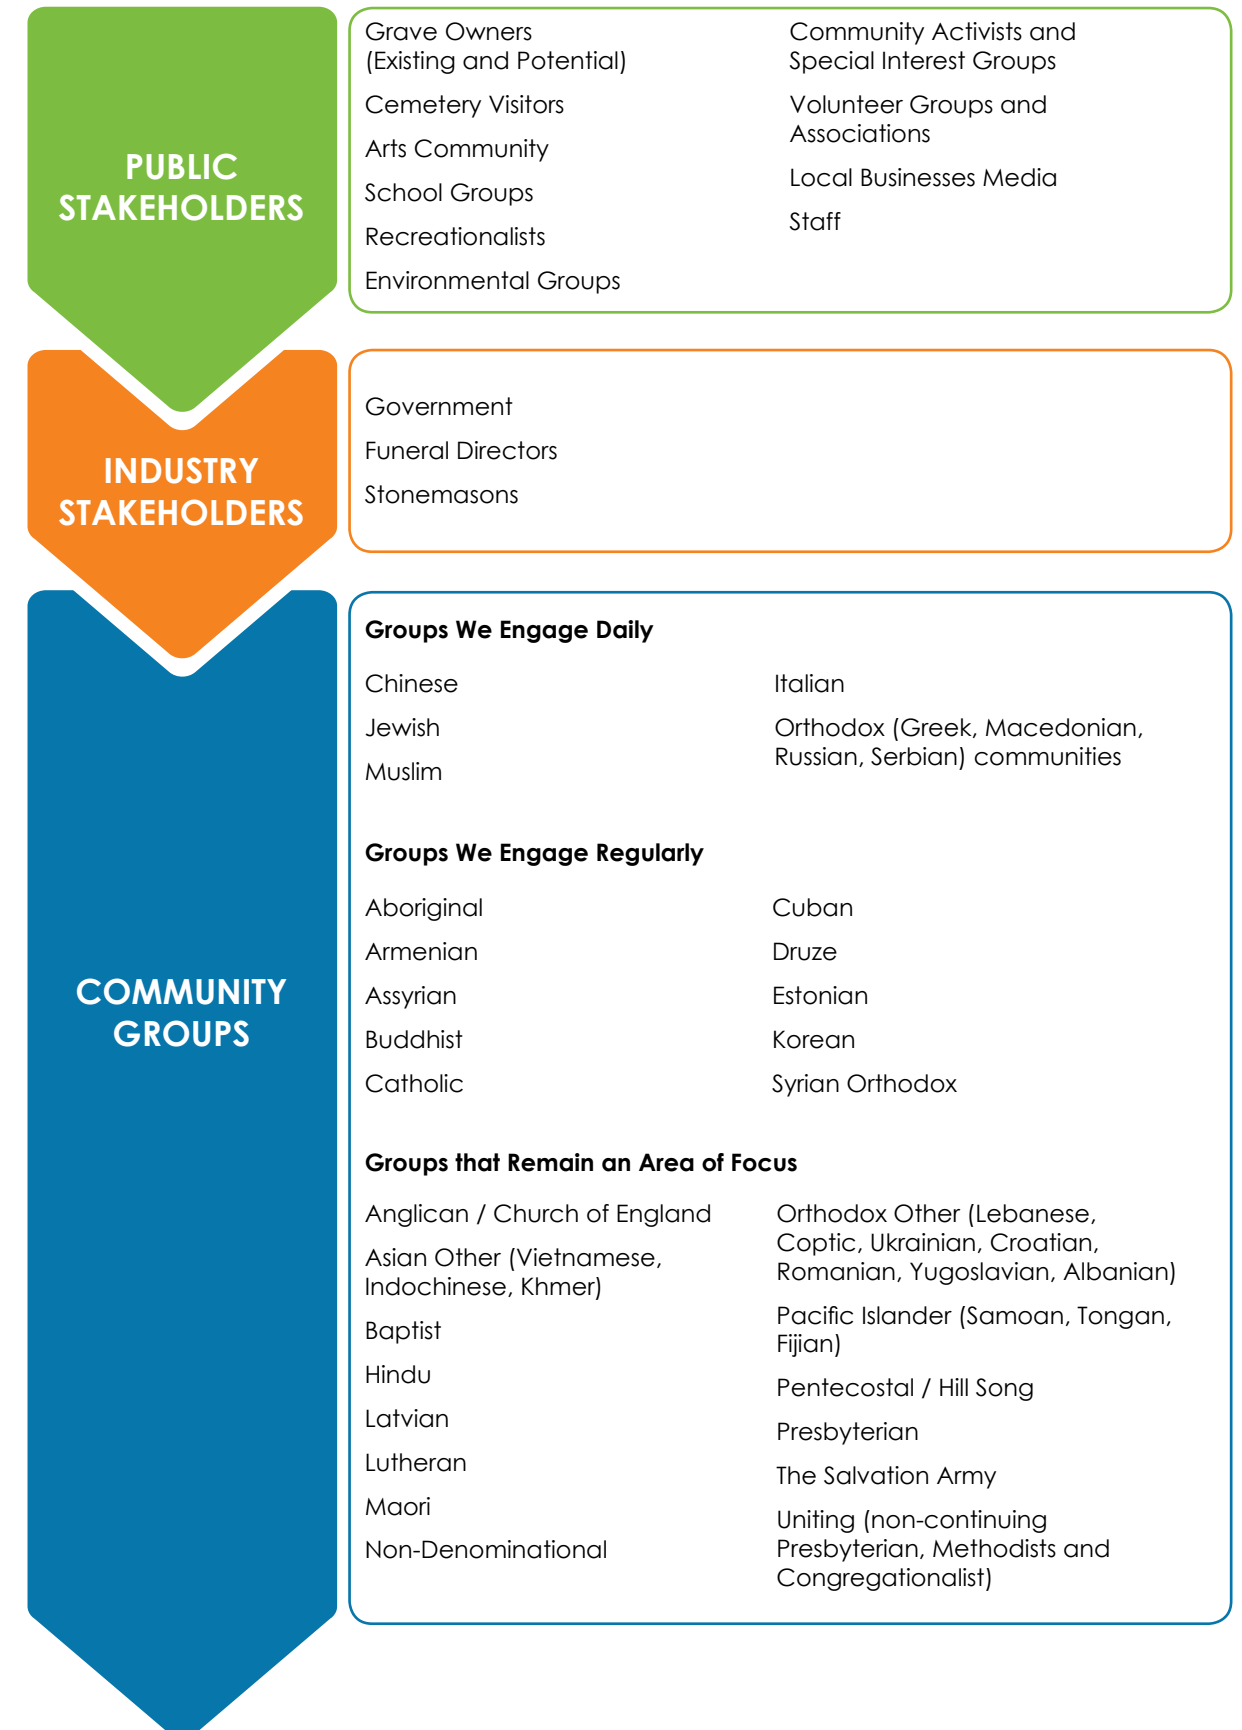 PUBLIC
STAKEHOLDERS
Grave Owners
(Existing and Potential)
Cemetery Visitors
Arts Community
School Groups
Recreationalists
Environmental Groups
Community Activists and
Special Interest Groups
Volunteer Groups and
Associations
Local Businesses Media
Staff
INDUSTRY
STAKEHOLDERS
Government
Funeral Directors
Stonemasons
COMMUNITY
GROUPS
Groups We Engage Daily
Chinese
Jewish
Muslim
Italian
Orthodox (Greek, Macedonian,
Russian, Serbian) communities
Groups We Engage Regularly
Aboriginal
Armenian
Assyrian
Buddhist
Catholic
Cuban
Druze
Estonian
Korean
Syrian Orthodox
Groups that Remain an Area of Focus
Anglican / Church of England
Asian Other (Vietnamese,
Indochinese, Khmer)
Baptist
Hindu
Latvian
Lutheran
Maori
Non-Denominational
Orthodox Other (Lebanese,
Coptic, Ukrainian, Croatian,
Romanian, Yugoslavian, Albanian)
Pacific Islander (Samoan, Tongan,
Fijian)
Pentecostal / Hill Song
Presbyterian
The Salvation Army
Uniting (non-continuing
Presbyterian, Methodists and
Congregationalist)